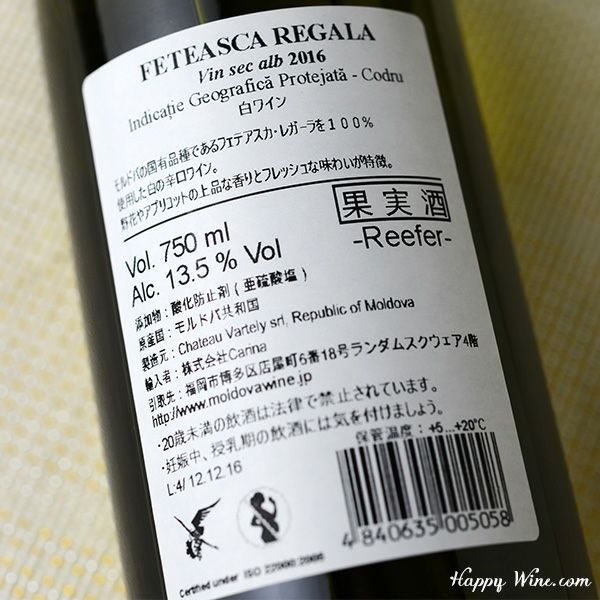 FETEASCA REGALA
Vin sec alb 2016
Indicație Geografică Protejată - Codru
白ワイン
モルドバの国有品種であるフェテアスカ・レガーラを100%
使用した白の辛口ワイン。
野花やアプリコットの上品な香りとフレッシュな味わいが特徴。
Vol. 750 ml
果実酒
Alc. 13.5 % Vol
-Reefer-
添加物：酸化防止剤（亜硫酸塩）
原産国：モルドバ共和国
製造元：Chateau Vartely srl, Republic of Moldova
輸入者：株式会社Carina
引取先：福岡市博多区店屋町6番18号ランダムスクウェア4階
http://www.moldovawine.jp
・20歳未満の飲酒は法律で禁止されています。
・妊娠中、授乳期の飲酒には気を付けましょう。
L:4/ 12.12.16
保管温度：+5...+20°C
4 840635 005058
Certified under ISO 22000:2005
Happy Wine.com